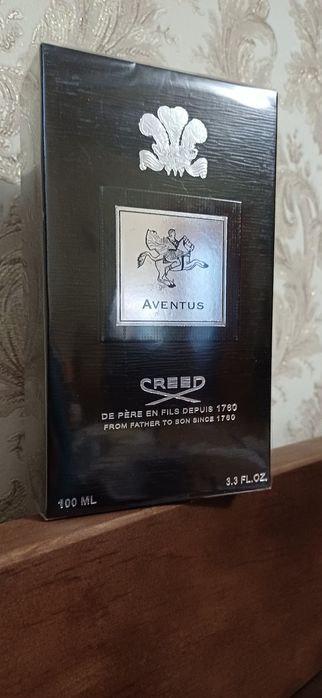 AVENTUS
CREED
DE PÈRE EN FILS DEPUIS 1760
FROM FATHER TO SON SINCE 1760
100 ML
3.3 FL.OZ.